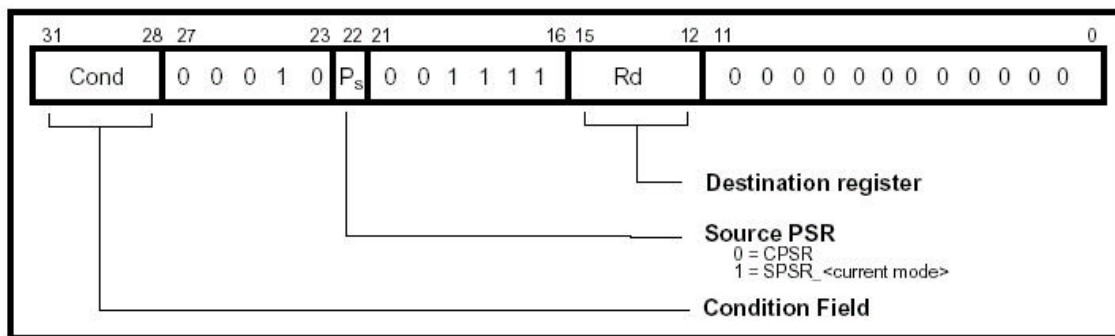 31 28 27 23 22 21 16 15 12 11 0
Cond 0 0 0 1 0 Ps 0 0 1 1 1 1 Rd 0 0 0 0 0 0 0 0 0 0 0 0
Destination register
Source PSR
0 = CPSR
1 = SPSR_<current mode>
Condition Field